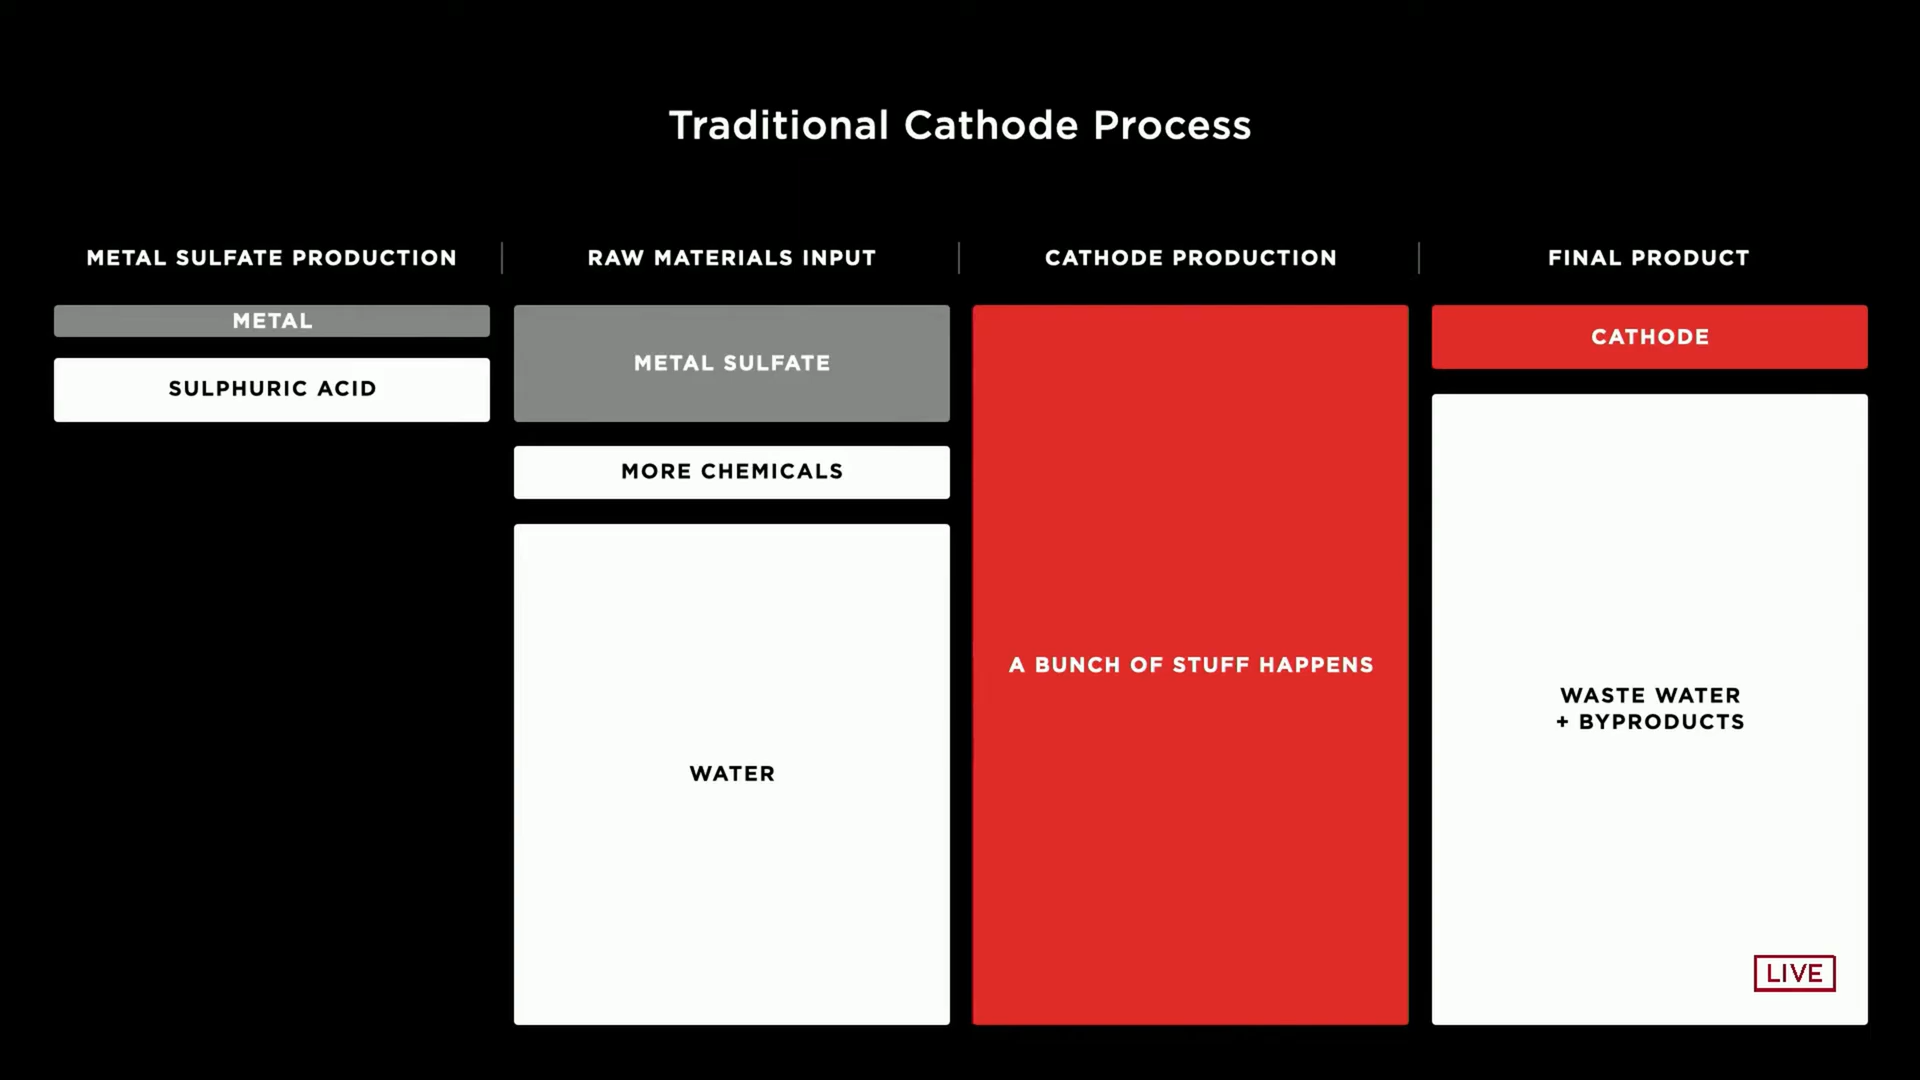 Traditional Cathode Process
METAL SULFATE PRODUCTION
RAW MATERIALS INPUT
CATHODE PRODUCTION
FINAL PRODUCT
METAL
SULPHURIC ACID
METAL SULFATE
MORE CHEMICALS
WATER
A BUNCH OF STUFF HAPPENS
CATHODE
WASTE WATER
+ BYPRODUCTS
LIVE